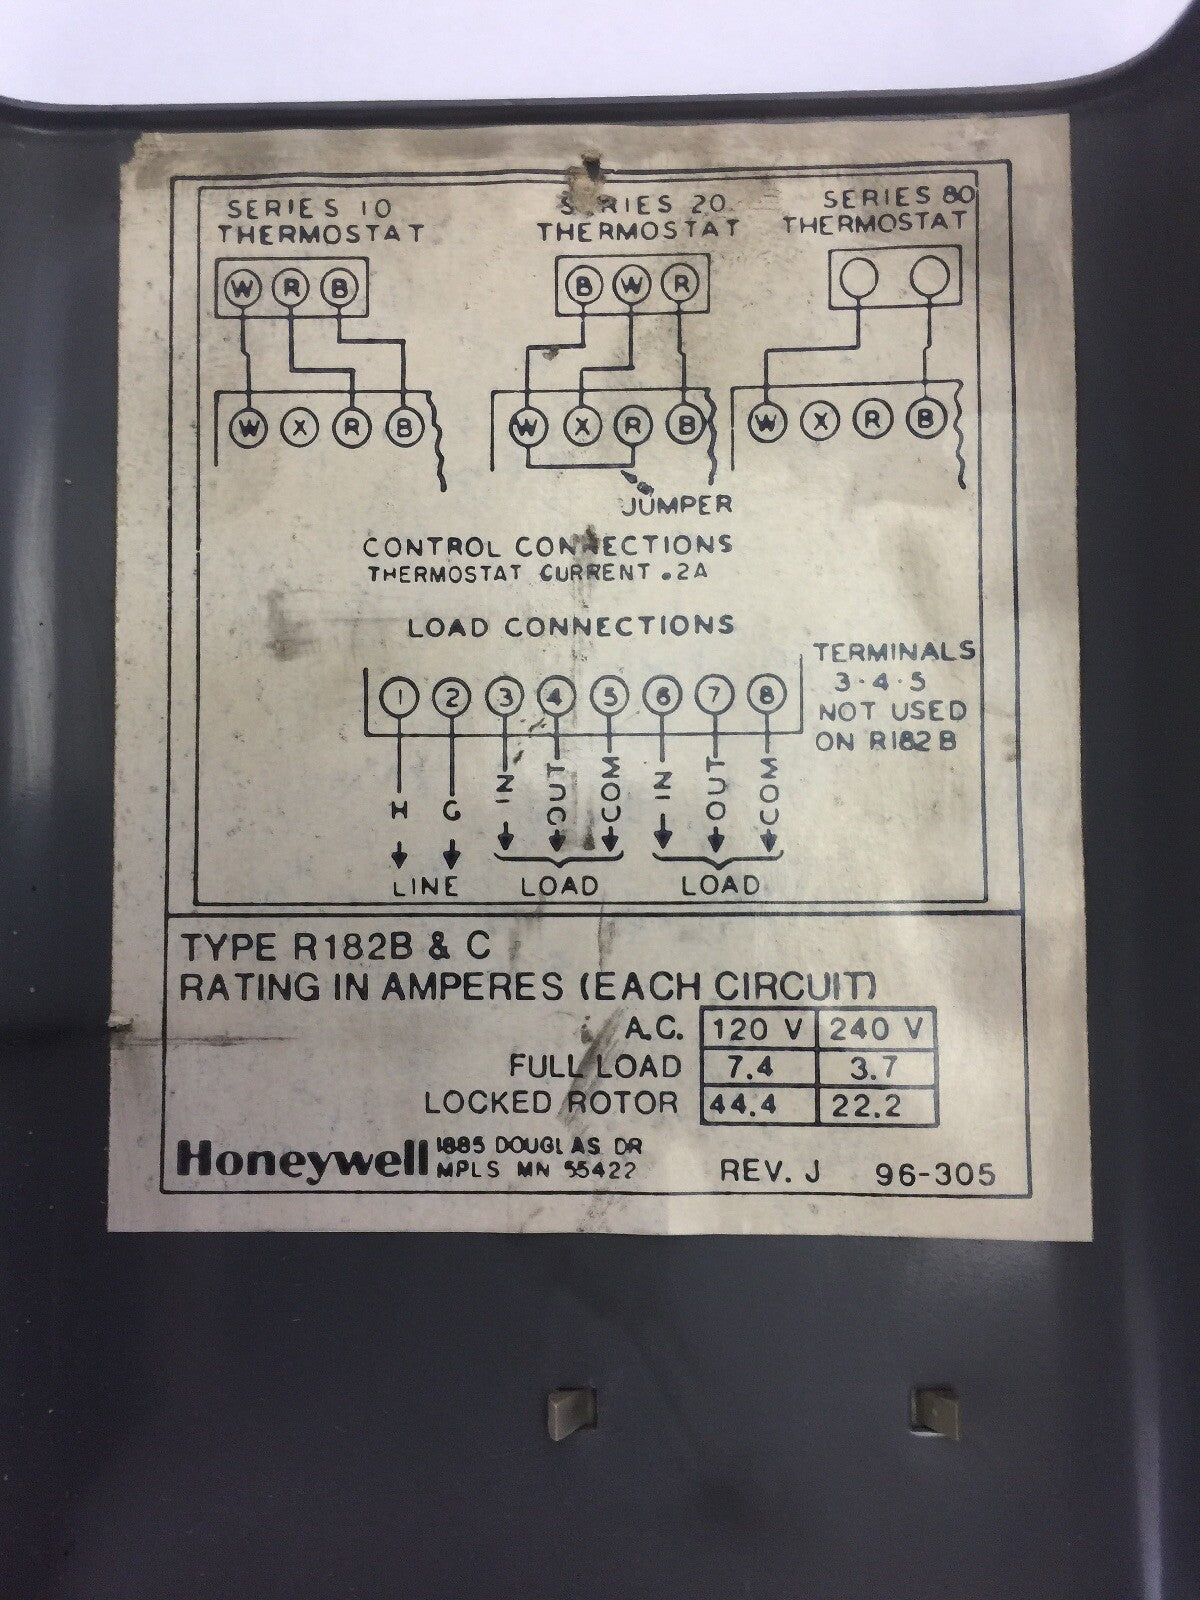 SERIES 10
THERMOSTAT
W R B
W X R B
SERIES 20
THERMOSTAT
B W R
W X R B
JUMPER
SERIES 80
THERMOSTAT
W X R B
CONTROL CONNECTIONS
THERMOSTAT CURRENT .2A
LOAD CONNECTIONS
1 2 3 4 5 6 7 8
TERMINALS
3·4·5
NOT USED
ON R182B
H G IN OUT COM IN OUT COM
LINE LOAD LOAD
TYPE R182B & C
RATING IN AMPERES (EACH CIRCUIT)
A.C. 120 V 240 V
FULL LOAD 7.4 3.7
LOCKED ROTOR 44.4 22.2
Honeywell
1885 DOUGLAS DR
MPLS MN 55422
REV. J 96-305